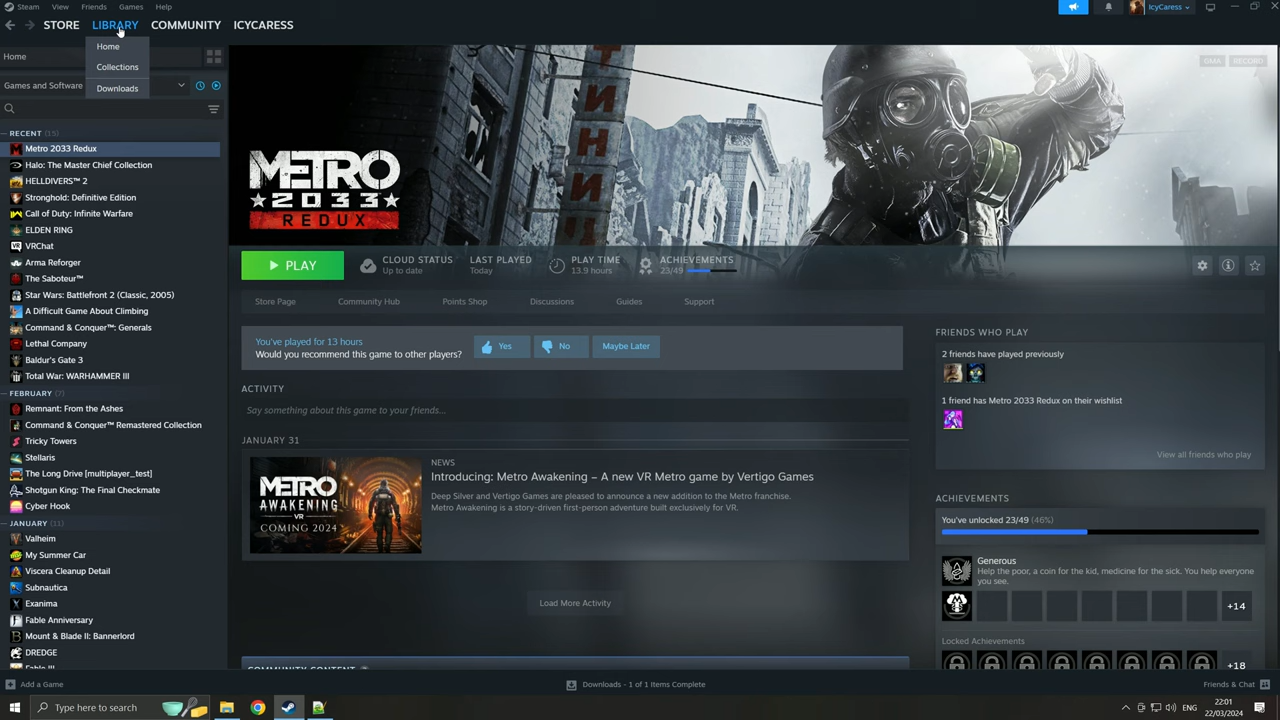 Steam View Friends Games Help
IcyCaress
STORE LIBRARY COMMUNITY ICYCARESS
Home
Home
Collections
Downloads
Games and Software
RECENT (15)
Metro 2033 Redux
Halo: The Master Chief Collection
HELLDIVERS™ 2
Stronghold: Definitive Edition
Call of Duty: Infinite Warfare
ELDEN RING
VRChat
Arma Reforger
The Saboteur™
Star Wars: Battlefront 2 (Classic, 2005)
A Difficult Game About Climbing
Command & Conquer™: Generals
Lethal Company
Baldur's Gate 3
Total War: WARHAMMER III
FEBRUARY (7)
Remnant: From the Ashes
Command & Conquer™ Remastered Collection
Tricky Towers
Stellaris
The Long Drive [multiplayer_test]
Shotgun King: The Final Checkmate
Cyber Hook
JANUARY (31)
Valheim
My Summer Car
Viscera Cleanup Detail
Subnautica
Exanima
Fable Anniversary
Mount & Blade II: Bannerlord
DREDGE
Fable III
Add a Game
GMA RECORD
METRO
2033
REDUX
PLAY
CLOUD STATUS
Up to date
LAST PLAYED
Today
PLAY TIME
13.9 hours
ACHIEVEMENTS
23/49
Store Page Community Hub Points Shop Discussions Guides Support
You've played for 13 hours
Would you recommend this game to other players?
Yes No Maybe Later
ACTIVITY
Say something about this game to your friends...
JANUARY 31
METRO
AWAKENING
VR
COMING 2024
NEWS
Introducing: Metro Awakening – A new VR Metro game by Vertigo Games
Deep Silver and Vertigo Games are pleased to announce a new addition to the Metro franchise.
Metro Awakening is a story-driven first-person adventure built exclusively for VR.
Load More Activity
COMMUNITY CONTENT
FRIENDS WHO PLAY
2 friends have played previously
1 friend has Metro 2033 Redux on their wishlist
View all friends who play
ACHIEVEMENTS
You've unlocked 23/49 (46%)
Generous
Help the poor, a coin for the kid, medicine for the sick. You help everyone
you see.
+14
Locked Achievements
+18
Downloads - 1 of 1 Items Complete
Friends & Chat
Type here to search
ENG
22:01
22/03/2024